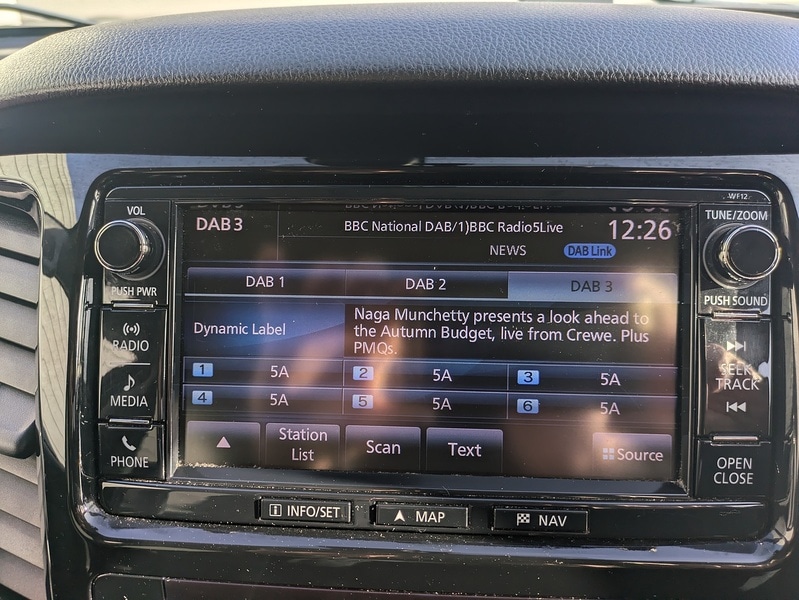 WF12
VOL
TUNE/ZOOM
DAB 3
BBC National DAB/1)BBC Radio5Live
12:26
NEWS
DAB Link
PUSH PWR
PUSH SOUND
DAB 1
DAB 2
DAB 3
Dynamic Label
Naga Munchetty presents a look ahead to
the Autumn Budget, live from Crewe. Plus
PMQs.
RADIO
SEEK
TRACK
1 5A
2 5A
3 5A
MEDIA
4 5A
5 5A
6 5A
PHONE
Station
List
Scan
Text
Source
OPEN
CLOSE
INFO/SET
MAP
NAV